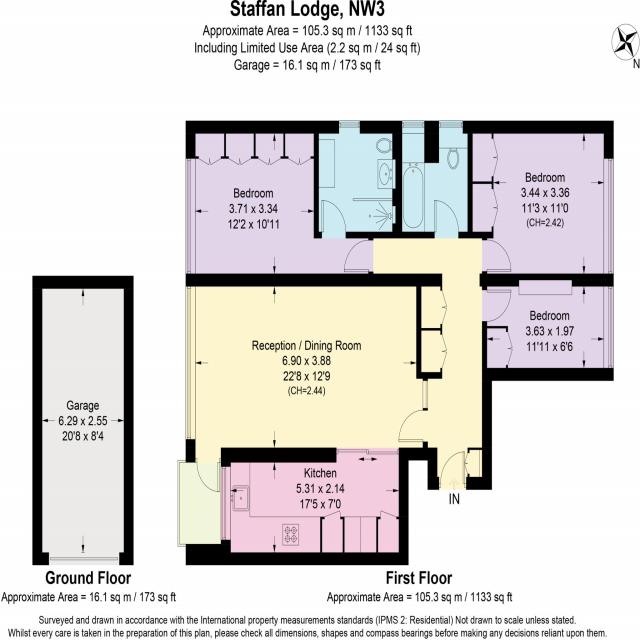 Staffan Lodge, NW3
Approximate Area = 105.3 sq m / 1133 sq ft
Including Limited Use Area (2.2 sq m / 24 sq ft)
Garage = 16.1 sq m / 173 sq ft
N
Bedroom
3.71 x 3.34
12'2 x 10'11
Bedroom
3.44 x 3.36
11'3 x 11'0
(CH=2.42)
Bedroom
3.63 x 1.97
11'11 x 6'6
Reception / Dining Room
6.90 x 3.88
22'8 x 12'9
(CH=2.44)
Garage
6.29 x 2.55
20'8 x 8'4
Kitchen
5.31 x 2.14
17'5 x 7'0
IN
Ground Floor
Approximate Area = 16.1 sq m / 173 sq ft
First Floor
Approximate Area = 105.3 sq m / 1133 sq ft
Surveyed and drawn in accordance with the International property measurements standards (IPMS 2: Residential) Not drawn to scale unless stated.
Whilst every care is taken in the preparation of this plan, please check all dimensions, shapes and compass bearings before making any decisions reliant upon them.